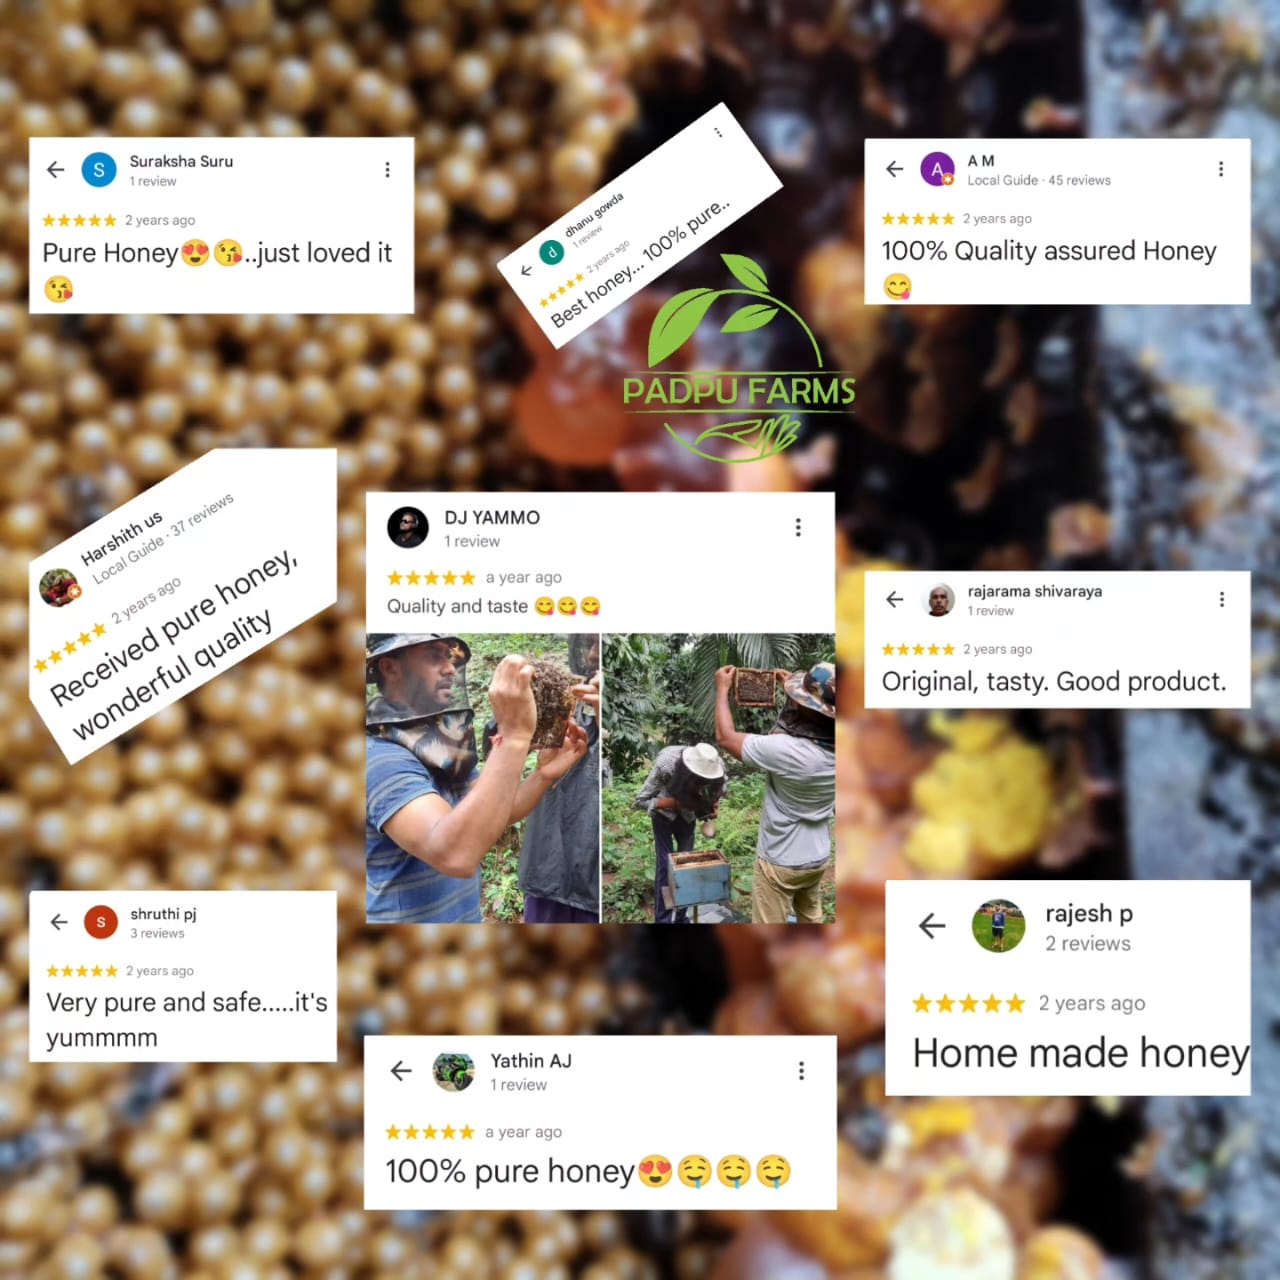 Suraksha Suru
1 review
2 years ago
Pure Honey😍😘..just loved it
😘
dhanu gowda
1 review
2 years ago
Best honey... 100% pure..
A M
Local Guide · 45 reviews
2 years ago
100% Quality assured Honey
😋
PADPU FARMS
Harshith us
Local Guide · 37 reviews
2 years ago
Received pure honey,
wonderful quality
DJ YAMMO
1 review
a year ago
Quality and taste 😋😋😋
rajarama shivaraya
1 review
2 years ago
Original, tasty. Good product.
shruthi pj
3 reviews
2 years ago
Very pure and safe.....it's
yummmm
Yathin AJ
1 review
a year ago
100% pure honey😍🤤🤤🤤
rajesh p
2 reviews
2 years ago
Home made honey